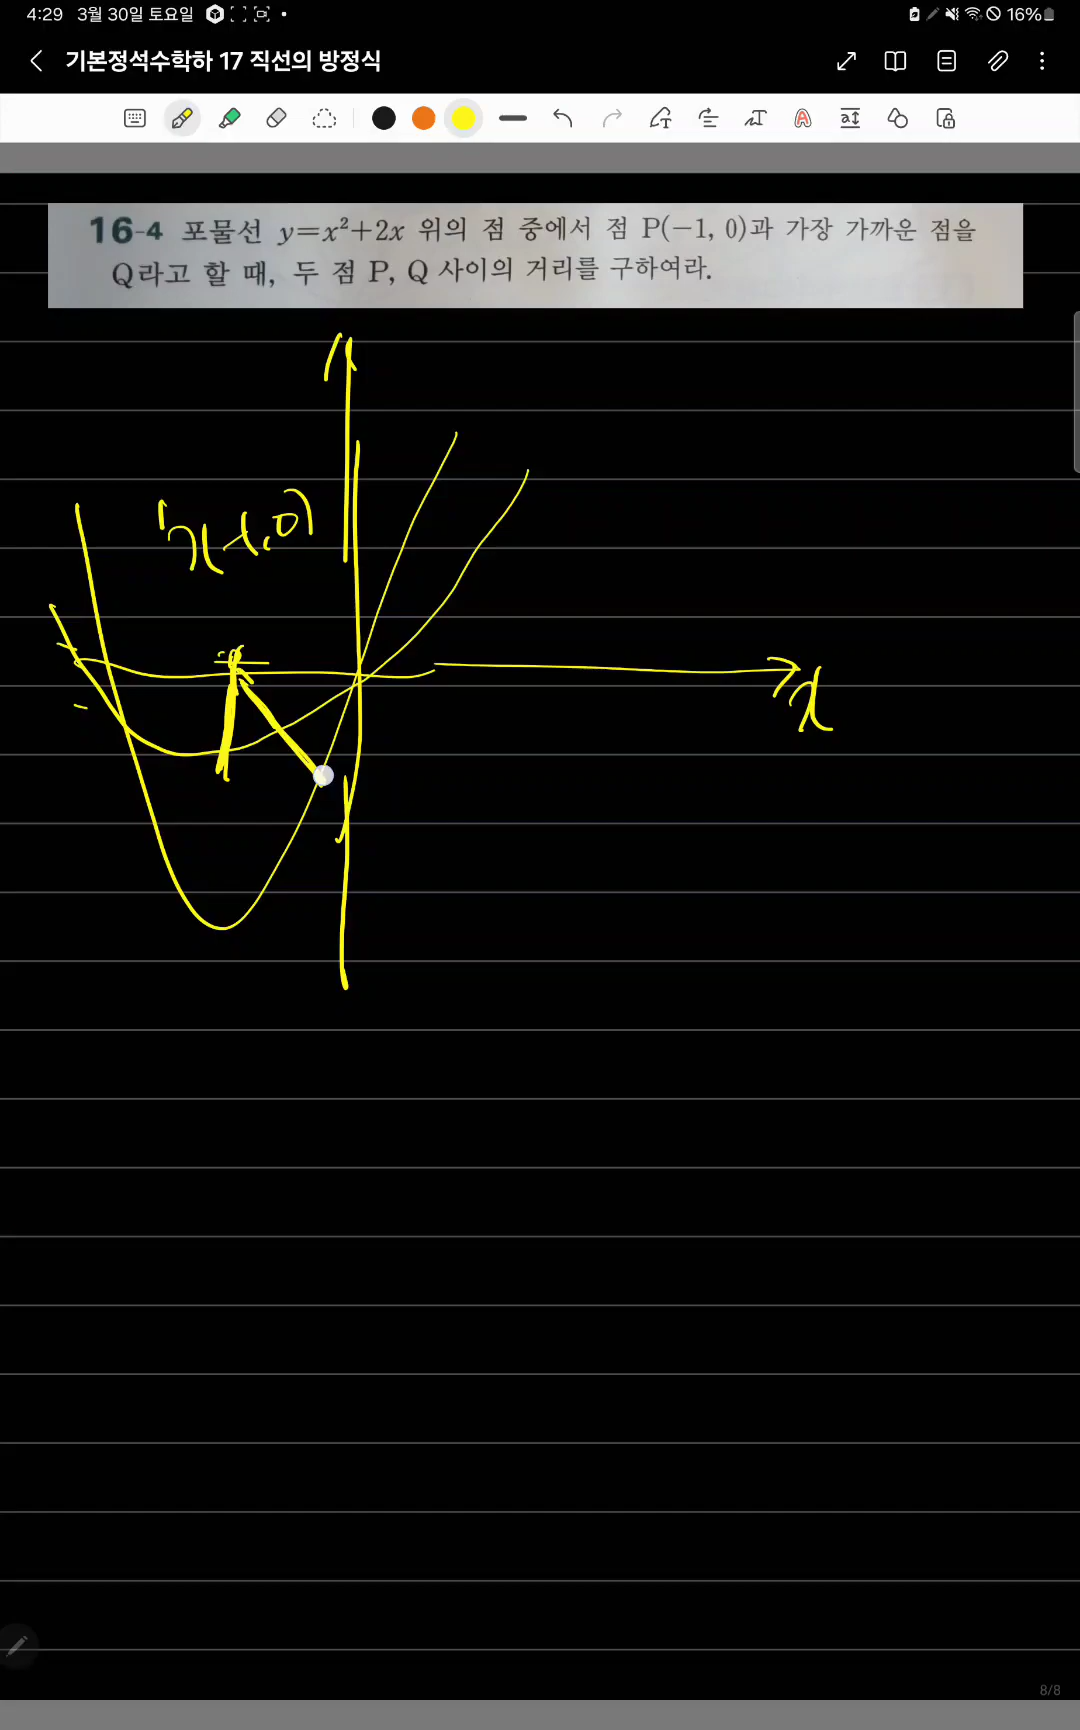 4:29 3월 30일 토요일 16%
기본정석수학하 17 직선의 방정식
16-4 포물선 y=x²+2x 위의 점 중에서 점 P(−1, 0)과 가장 가까운 점을
Q라고 할 때, 두 점 P, Q 사이의 거리를 구하여라.
(-1,0)
x
8/8